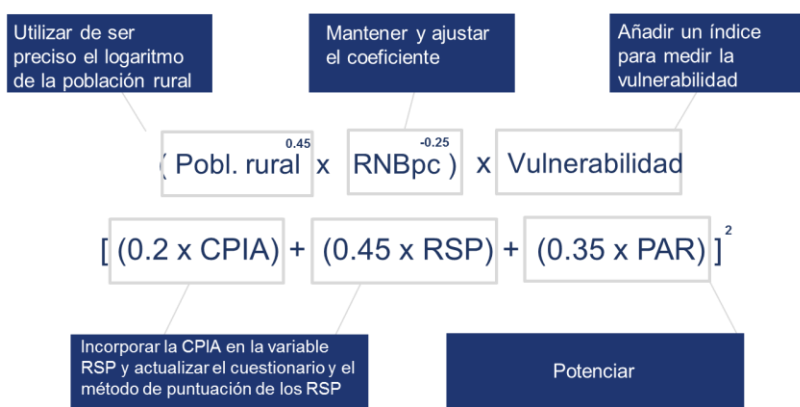 Utilizar de ser
preciso el logaritmo
de la población rural
Mantener y ajustar
el coeficiente
Añadir un índice
para medir la
vulnerabilidad
( Pobl. rural 0.45 x RNBpc -0.25 ) x Vulnerabilidad
[ (0.2 x CPIA) + (0.45 x RSP) + (0.35 x PAR) ] 2
Incorporar la CPIA en la variable
RSP y actualizar el cuestionario y el
método de puntuación de los RSP
Potenciar